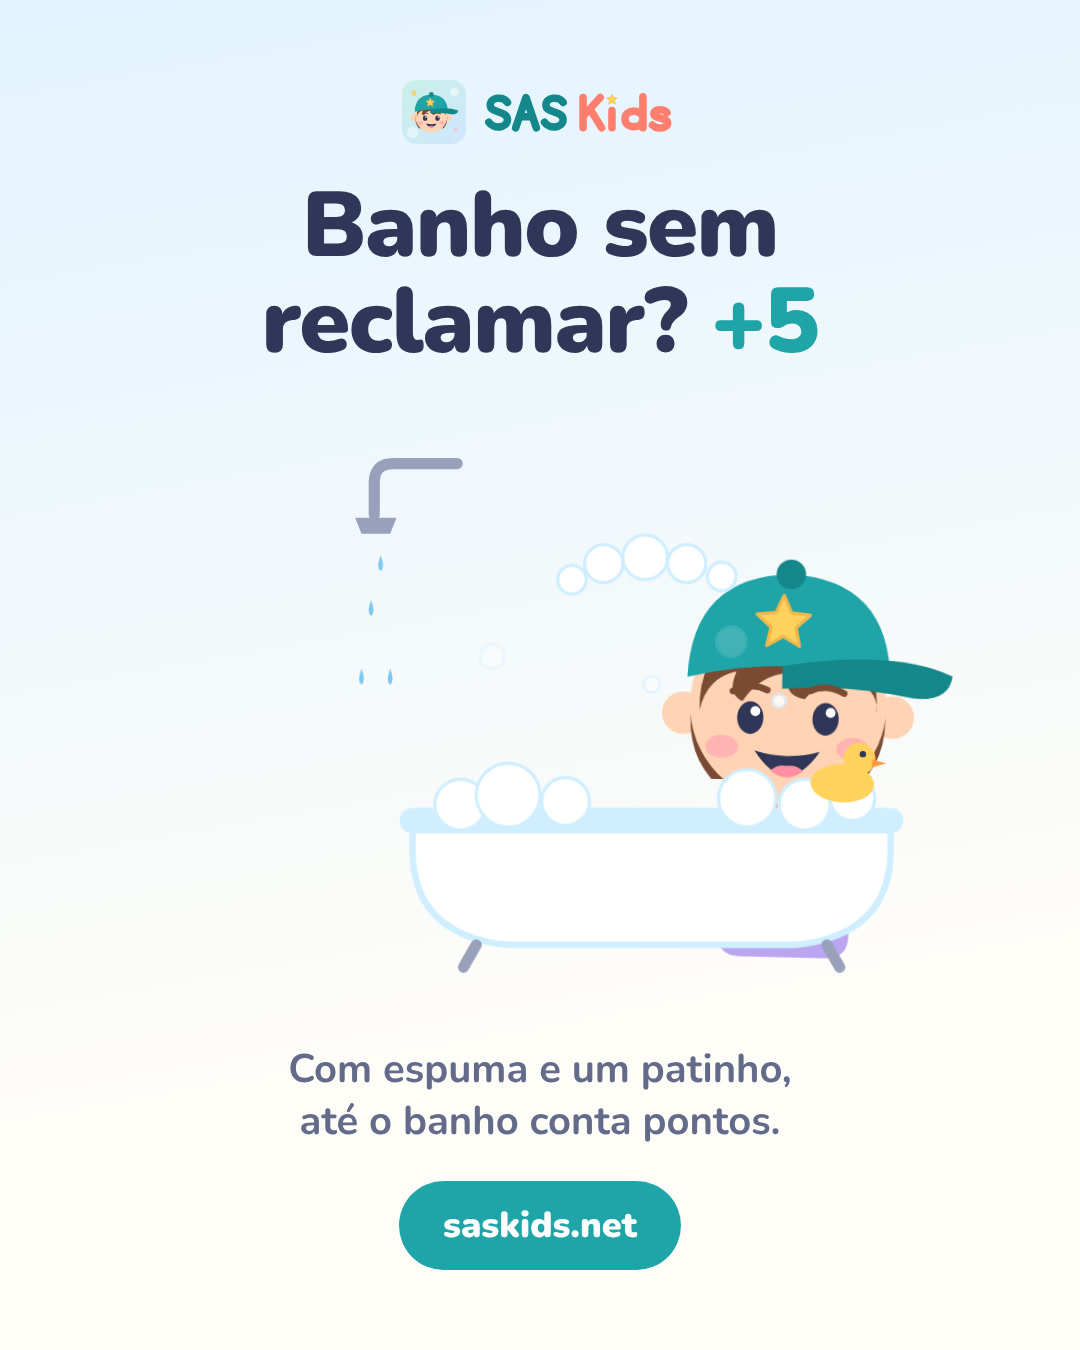 SAS Kids
Banho sem
reclamar? +5
Com espuma e um patinho,
até o banho conta pontos.
saskids.net